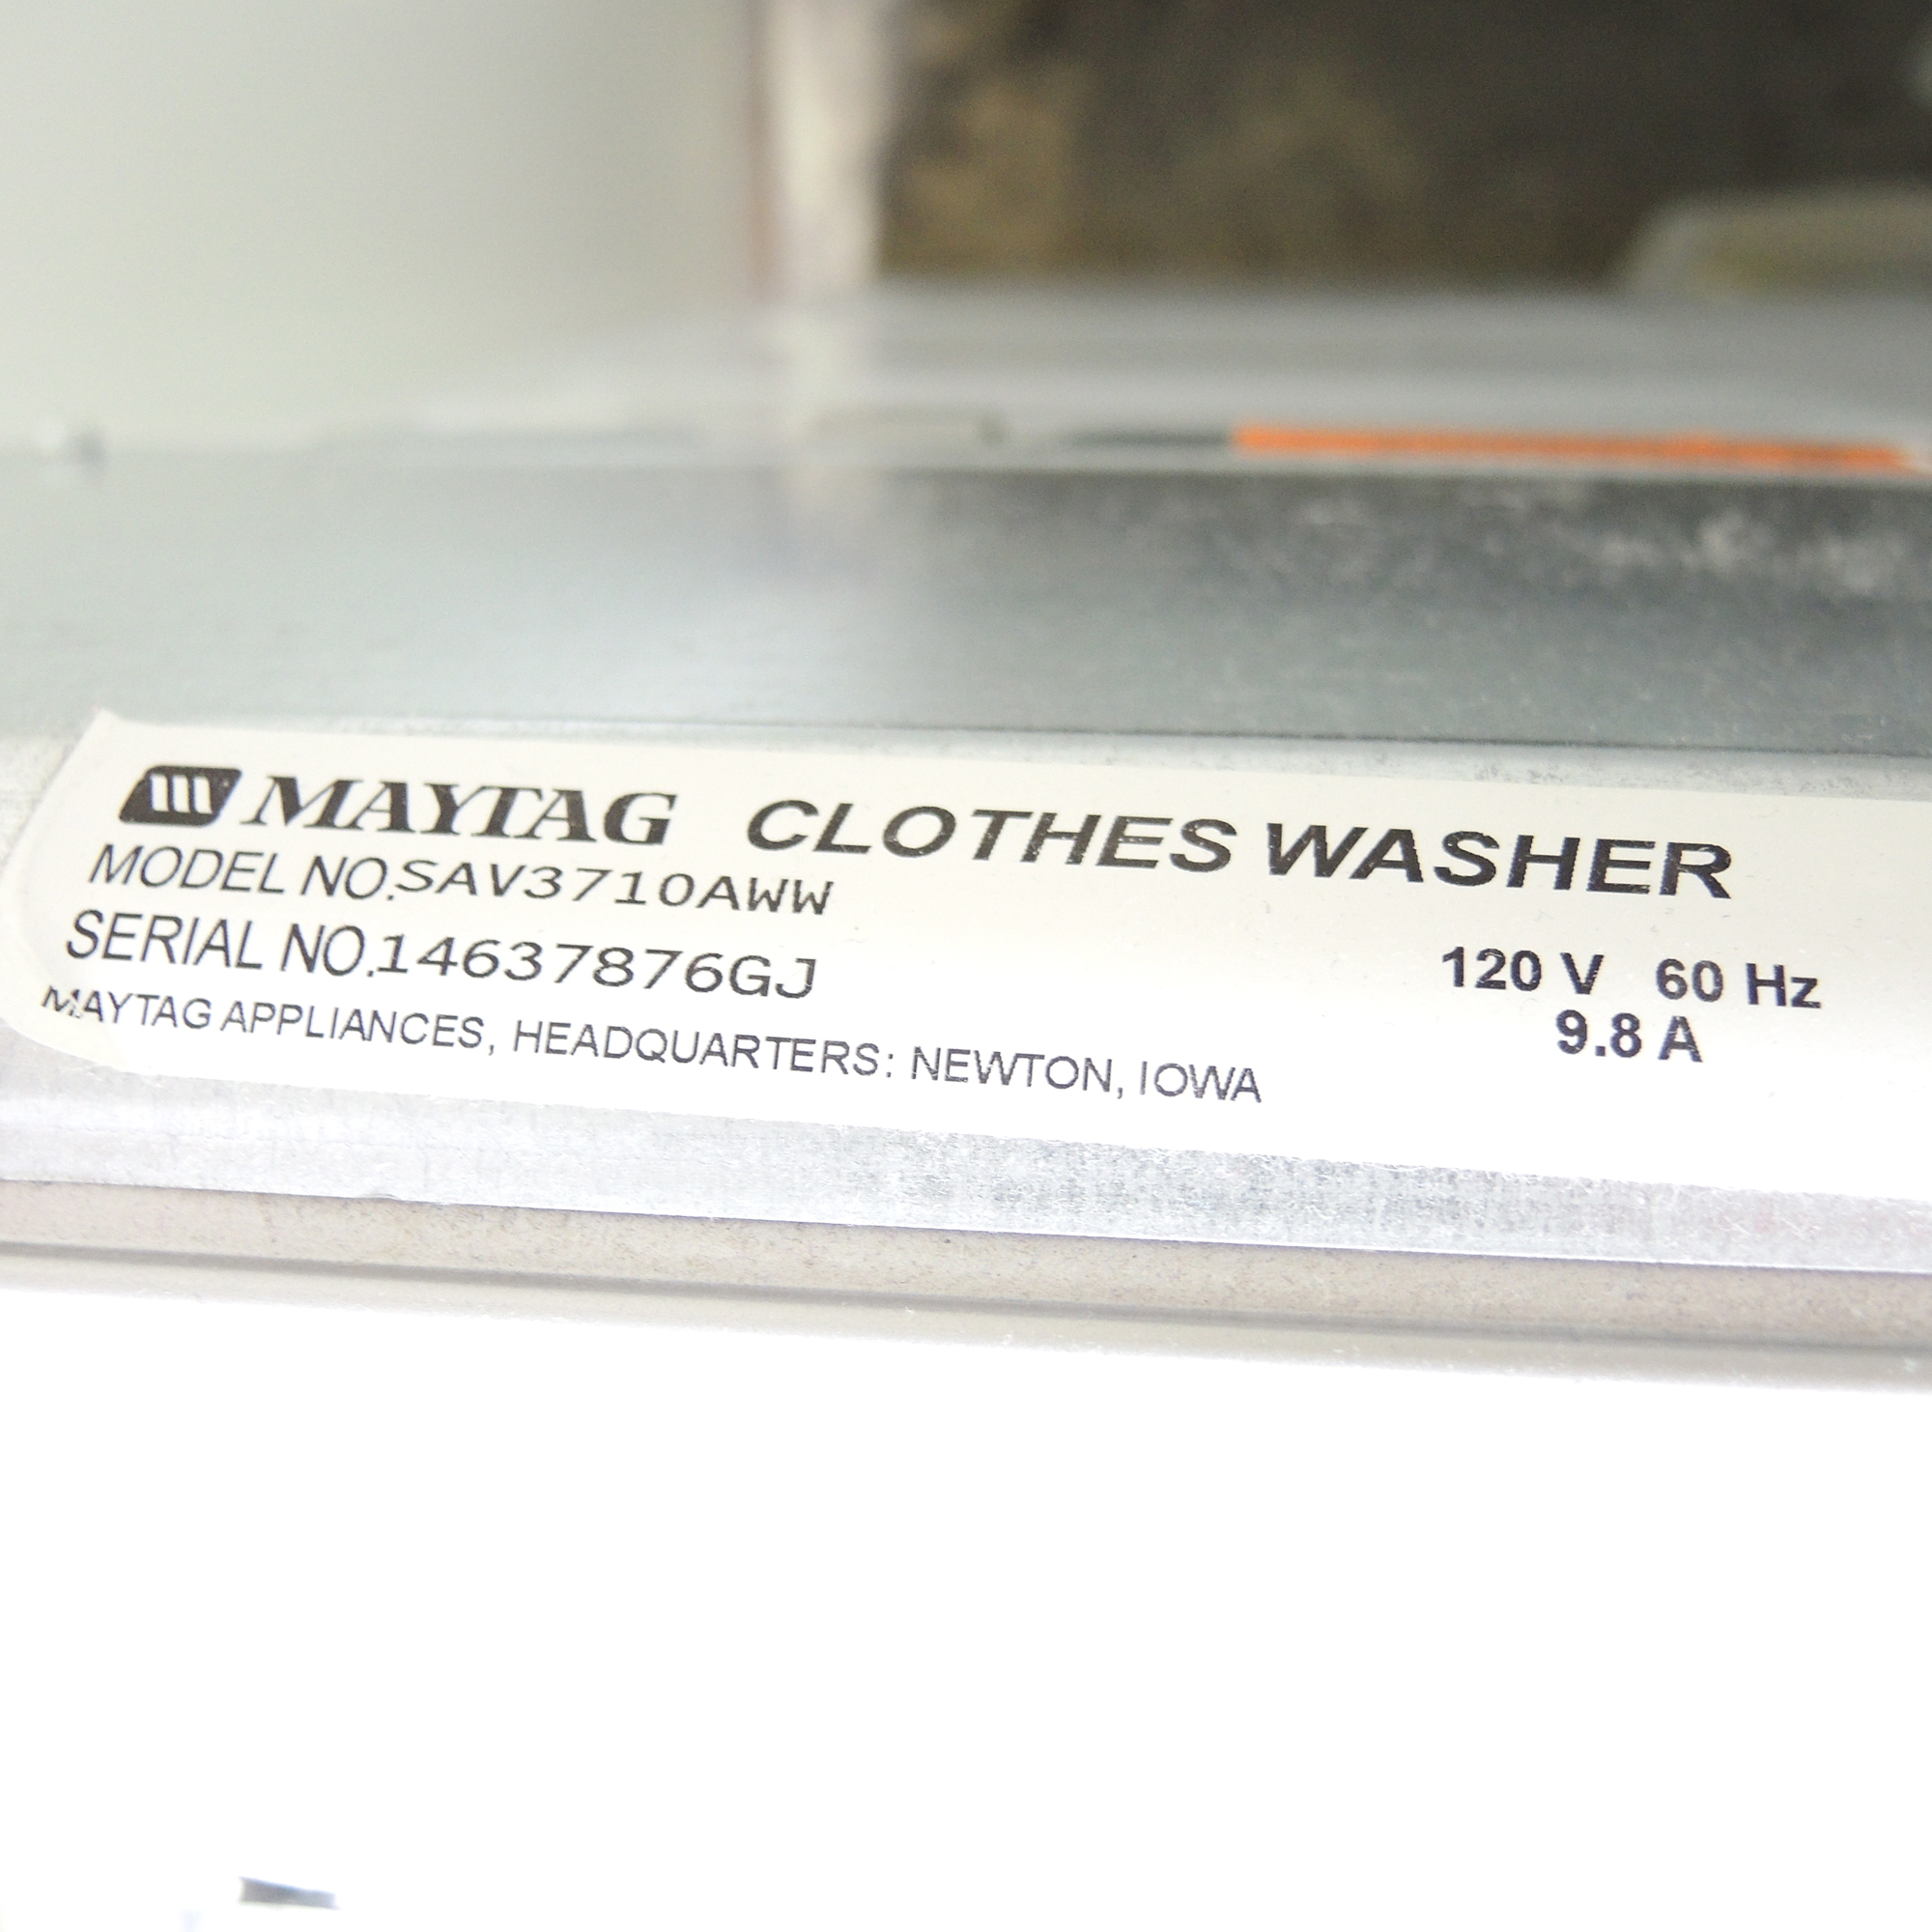 MAYTAG CLOTHES WASHER
MODEL NO.SAV3710AWW
SERIAL NO.14637876GJ
120 V 60 Hz
9.8 A
MAYTAG APPLIANCES, HEADQUARTERS: NEWTON, IOWA